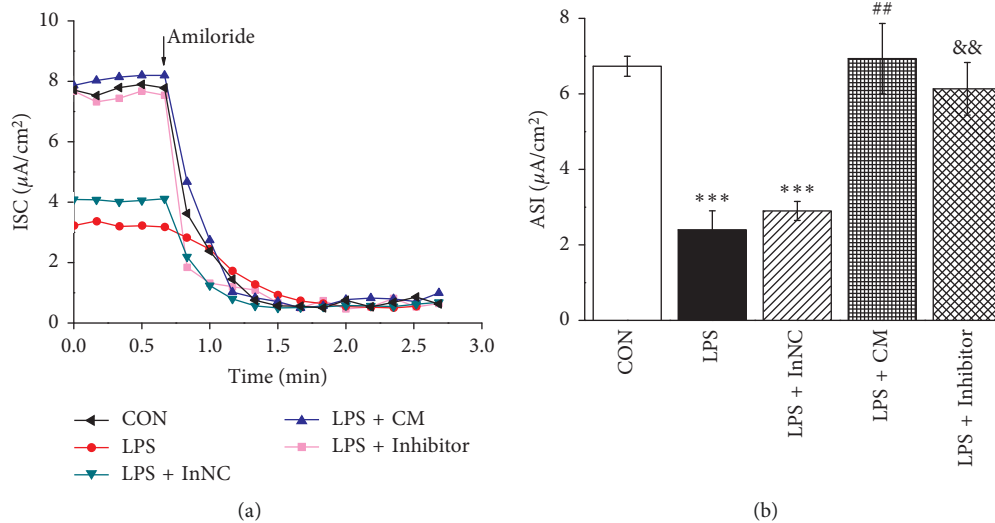 Amiloride
ISC (µA/cm²)
10
8
6
4
2
0
0.0
0.5
1.0
1.5
2.0
2.5
3.0
Time (min)
CON
LPS
LPS + InNC
LPS + CM
LPS + Inhibitor
(a)
ASI (µA/cm²)
8
6
4
2
0
***
***
##
&&
CON
LPS
LPS + InNC
LPS + CM
LPS + Inhibitor
(b)